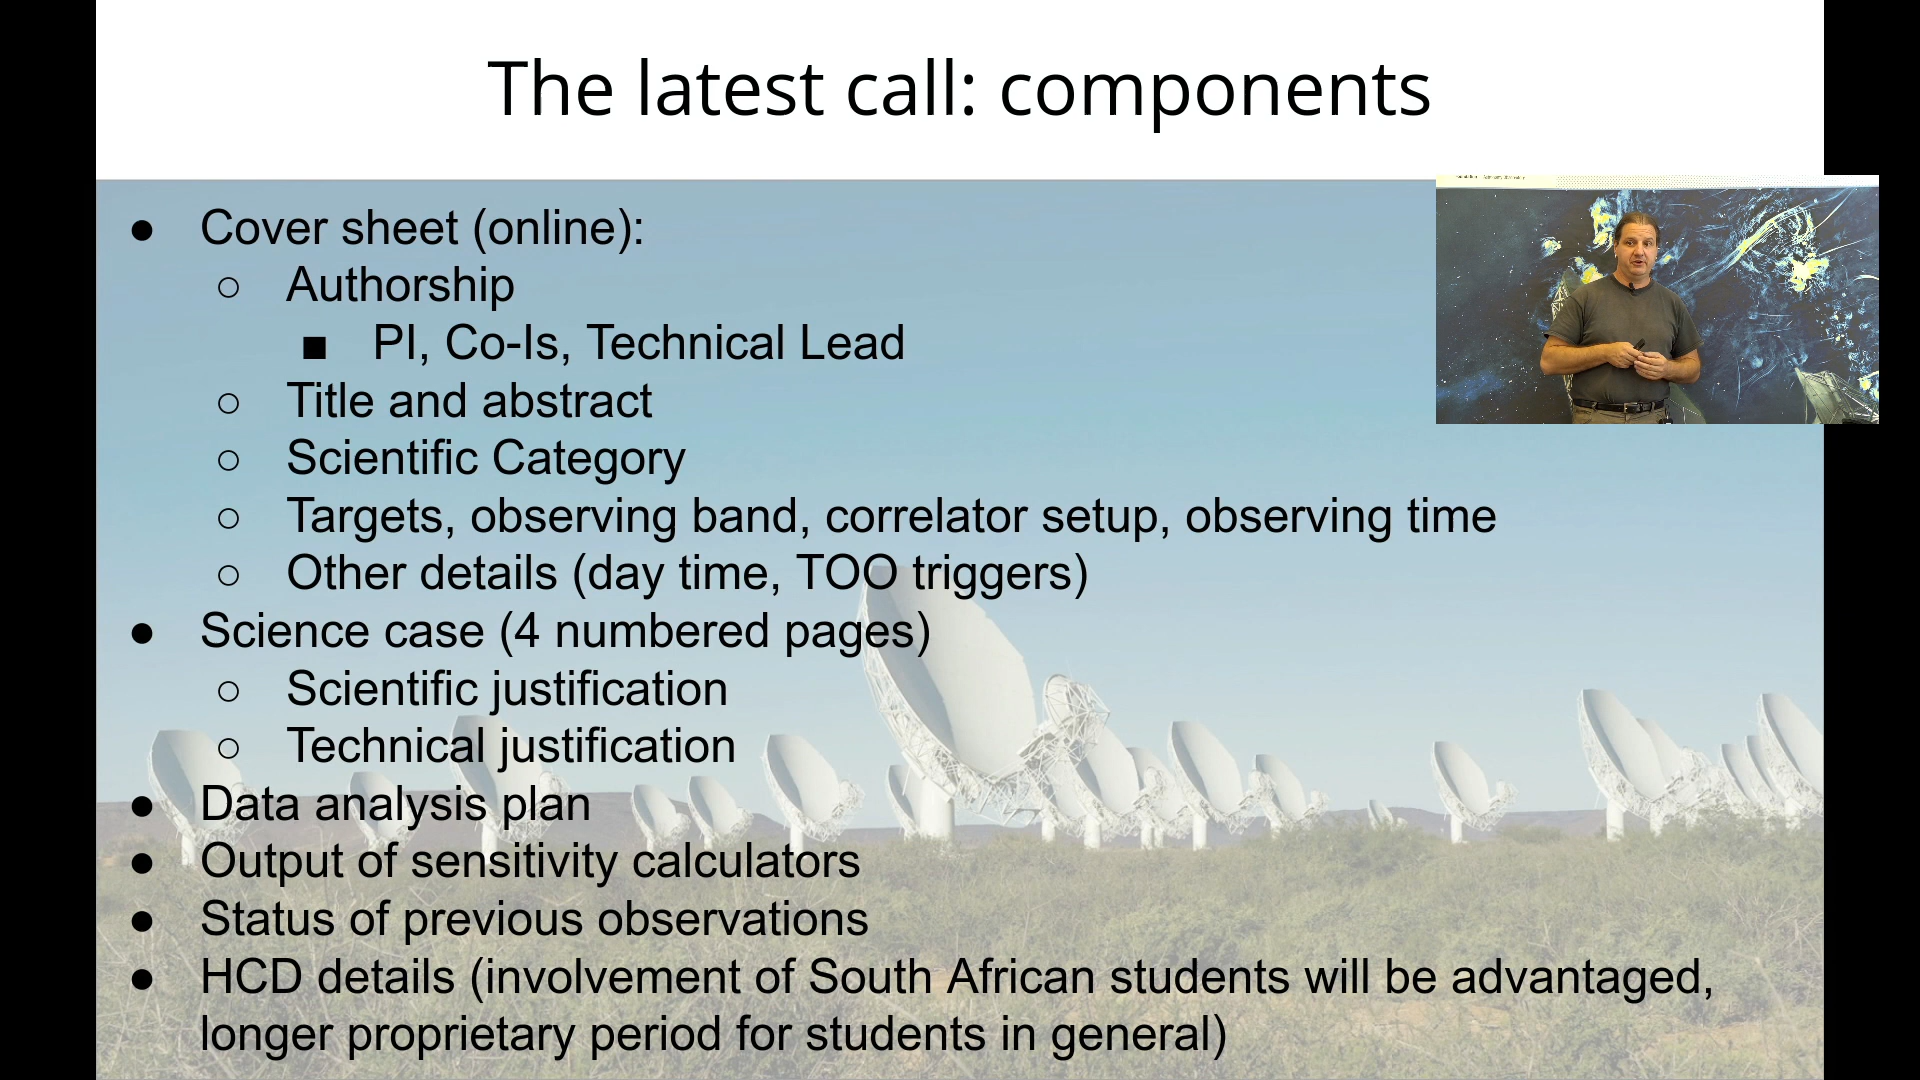 The latest call: components
● Cover sheet (online):
○ Authorship
■ PI, Co-Is, Technical Lead
○ Title and abstract
○ Scientific Category
○ Targets, observing band, correlator setup, observing time
○ Other details (day time, TOO triggers)
● Science case (4 numbered pages)
○ Scientific justification
○ Technical justification
● Data analysis plan
● Output of sensitivity calculators
● Status of previous observations
● HCD details (involvement of South African students will be advantaged,
longer proprietary period for students in general)